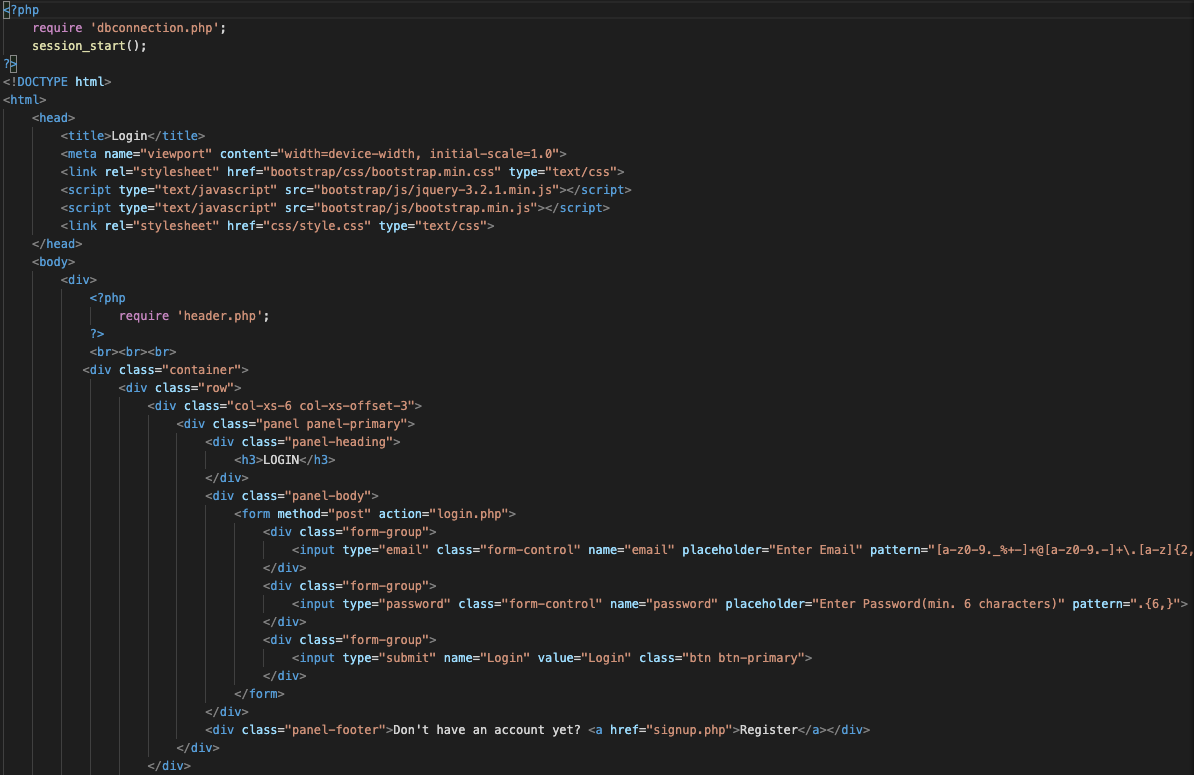 <?php
    require 'dbconnection.php';
    session_start();
?>
<!DOCTYPE html>
<html>
    <head>
        <title>Login</title>
        <meta name="viewport" content="width=device-width, initial-scale=1.0">
        <link rel="stylesheet" href="bootstrap/css/bootstrap.min.css" type="text/css">
        <script type="text/javascript" src="bootstrap/js/jquery-3.2.1.min.js"></script>
        <script type="text/javascript" src="bootstrap/js/bootstrap.min.js"></script>
        <link rel="stylesheet" href="css/style.css" type="text/css">
    </head>
    <body>
        <div>
            <?php
                require 'header.php';
            ?>
            <br><br><br>
           <div class="container">
                <div class="row">
                    <div class="col-xs-6 col-xs-offset-3">
                        <div class="panel panel-primary">
                            <div class="panel-heading">
                                <h3>LOGIN</h3>
                            </div>
                            <div class="panel-body">
                                <form method="post" action="login.php">
                                    <div class="form-group">
                                        <input type="email" class="form-control" name="email" placeholder="Enter Email" pattern="[a-z0-9._%+-]+@[a-z0-9.-]+\.[a-z]{2,
                                    </div>
                                    <div class="form-group">
                                        <input type="password" class="form-control" name="password" placeholder="Enter Password(min. 6 characters)" pattern=".{6,}">
                                    </div>
                                    <div class="form-group">
                                        <input type="submit" name="Login" value="Login" class="btn btn-primary">
                                    </div>
                                </form>
                            </div>
                            <div class="panel-footer">Don't have an account yet? <a href="signup.php">Register</a></div>
                        </div>
                    </div>